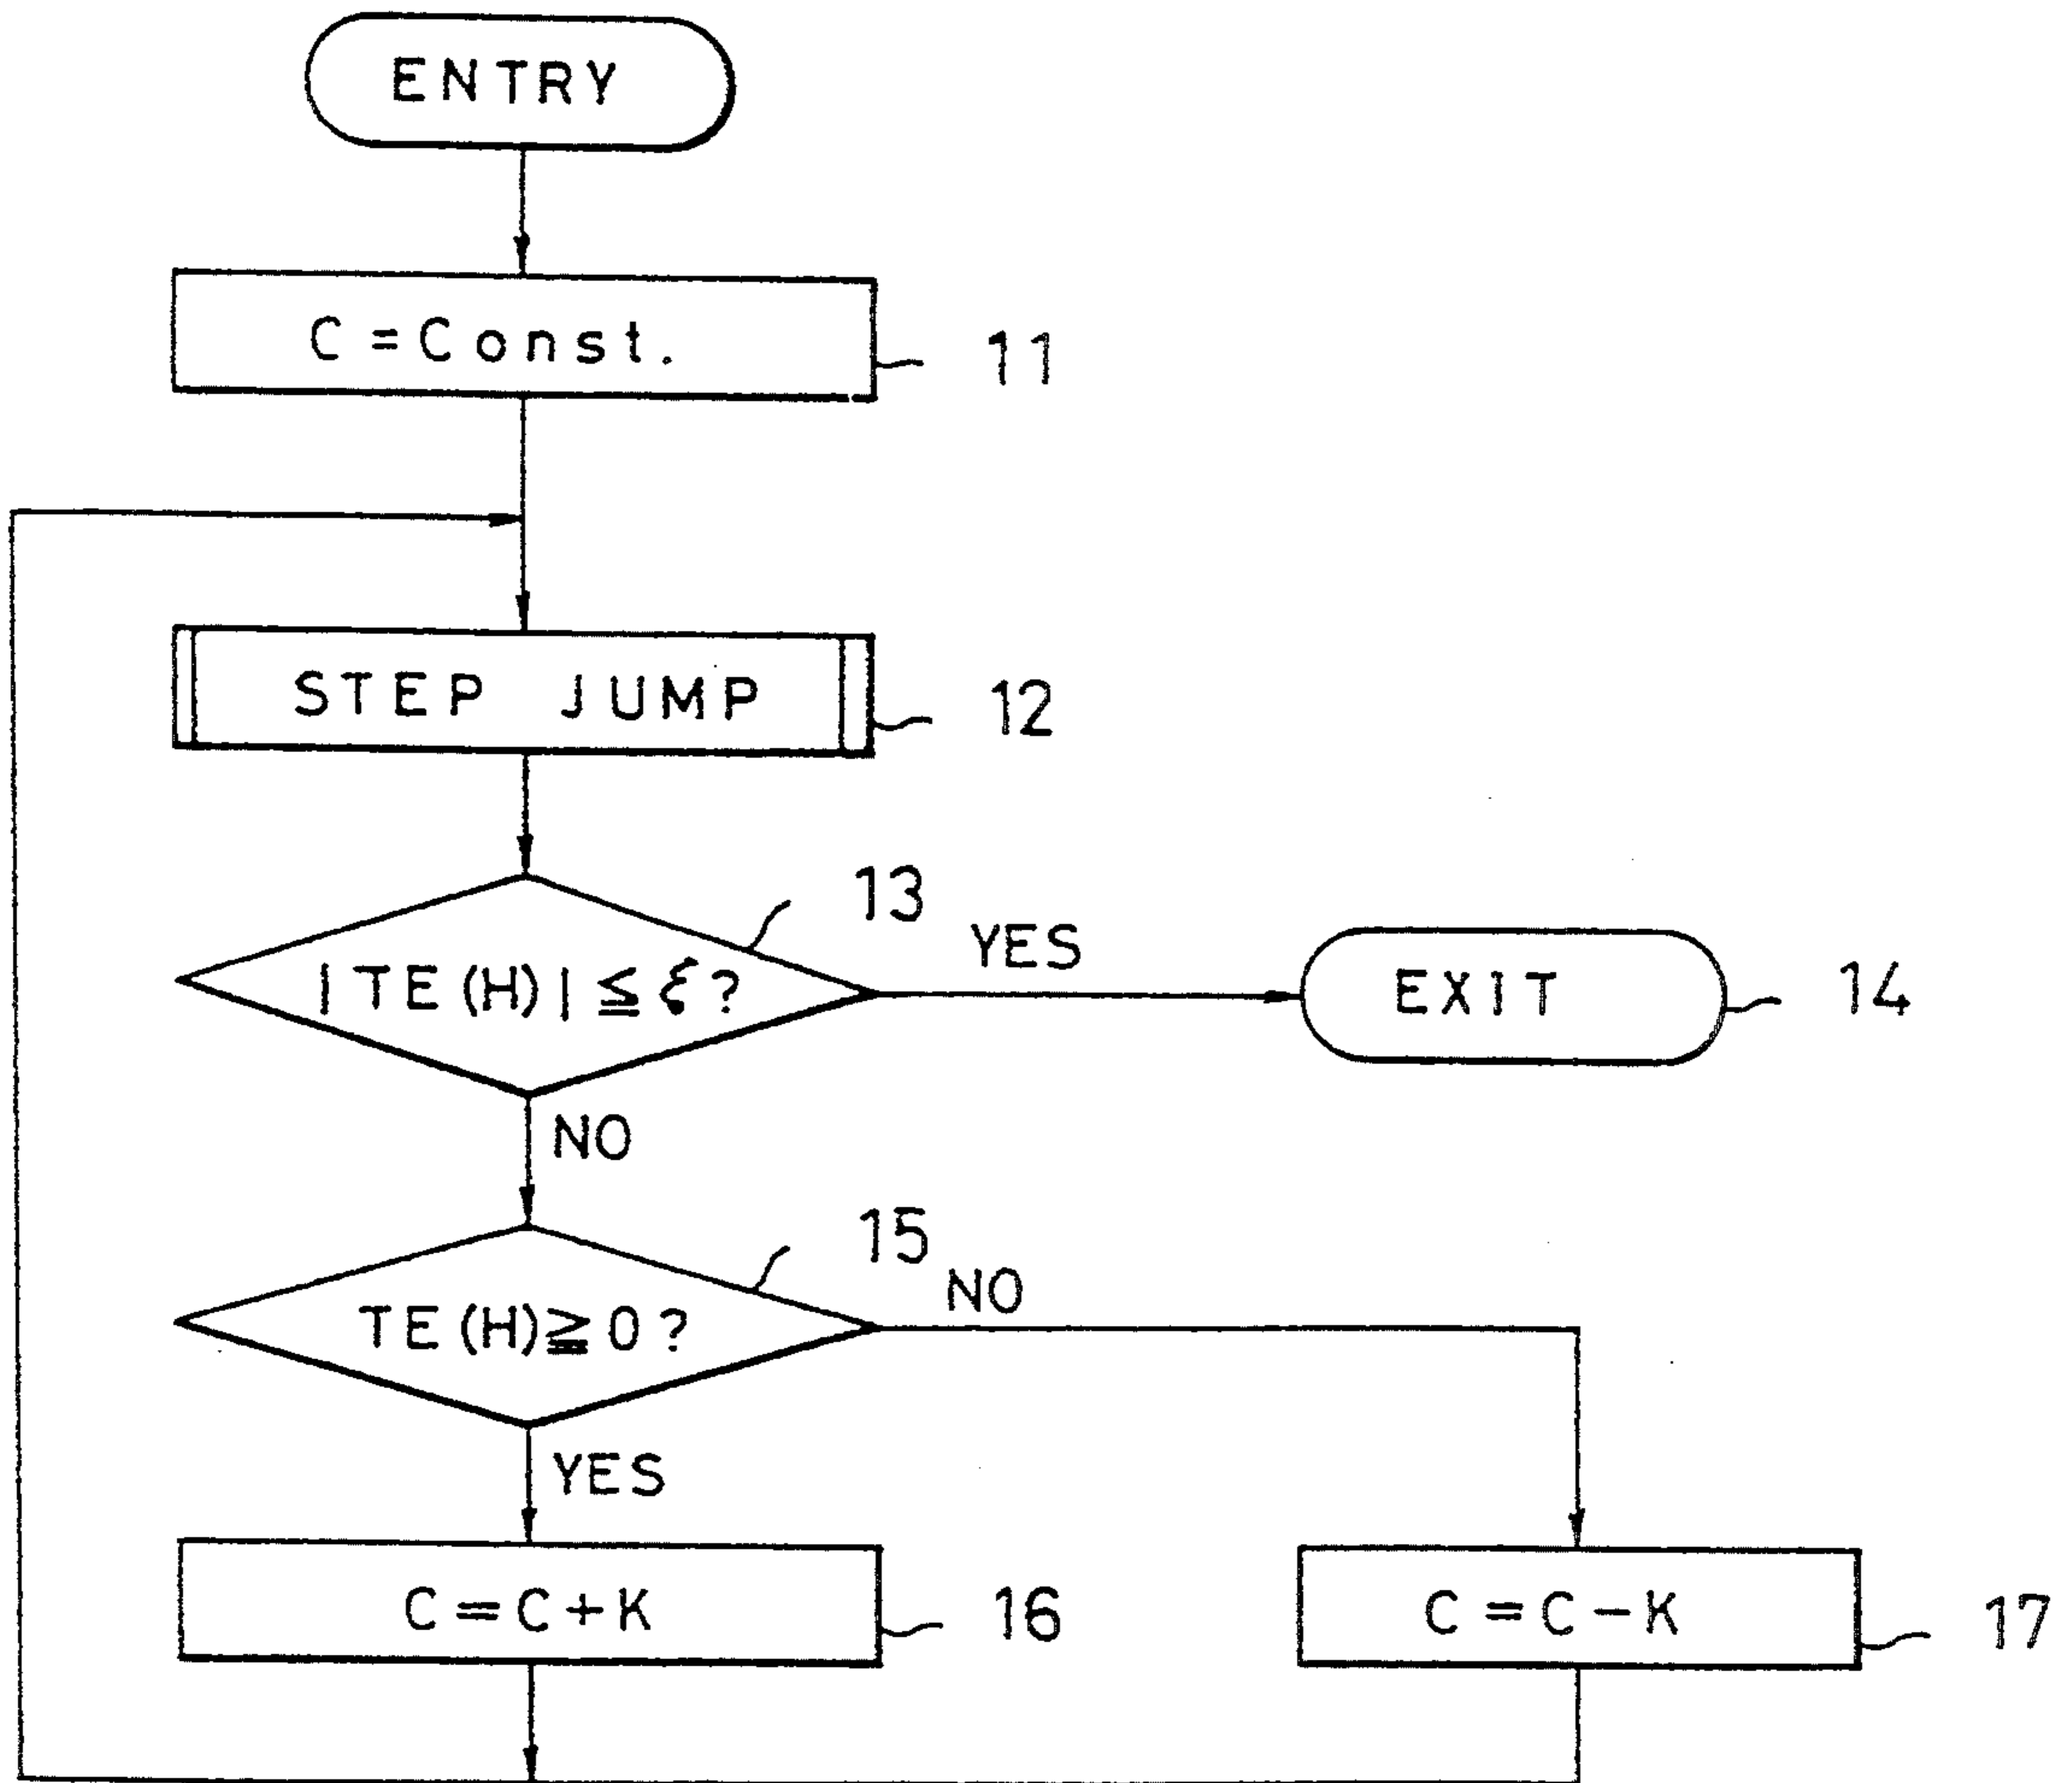 ENTRY
C=Const.
11
STEP JUMP
12
13
|TE(H)|≦ξ?
YES
EXIT
14
NO
15
TE(H)≧0?
NO
YES
C=C+K
16
C=C-K
17